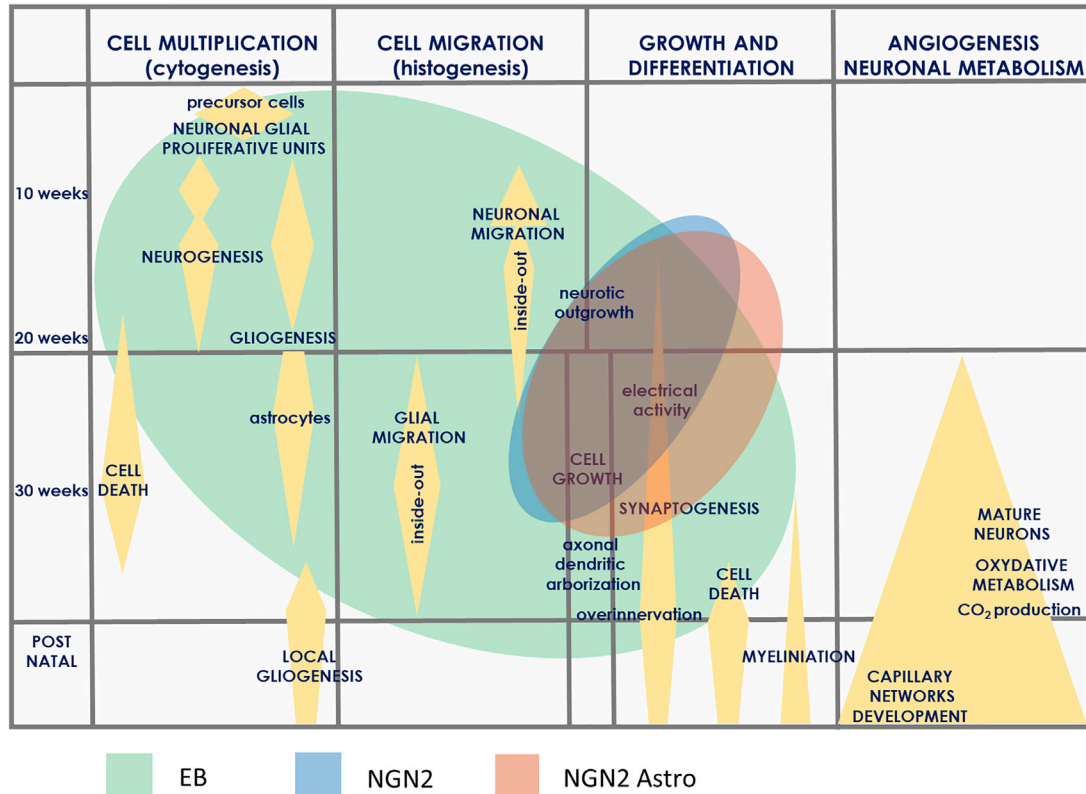 CELL MULTIPLICATION
(cytogenesis)
CELL MIGRATION
(histogenesis)
GROWTH AND
DIFFERENTIATION
ANGIOGENESIS
NEURONAL METABOLISM
precursor cells
NEURONAL GLIAL
PROLIFERATIVE UNITS
10 weeks
NEURONAL
MIGRATION
NEUROGENESIS
inside-out
neurotic
outgrowth
20 weeks
GLIOGENESIS
astrocytes
GLIAL
MIGRATION
electrical
activity
CELL
DEATH
30 weeks
inside-out
CELL
GROWTH
SYNAPTOGENESIS
MATURE
NEURONS
axonal
dendritic
arborization
CELL
DEATH
OXYDATIVE
METABOLISM
overinnervation
CO₂ production
POST
NATAL
LOCAL
GLIOGENESIS
MYELINIATION
CAPILLARY
NETWORKS
DEVELOPMENT
EB
NGN2
NGN2 Astro